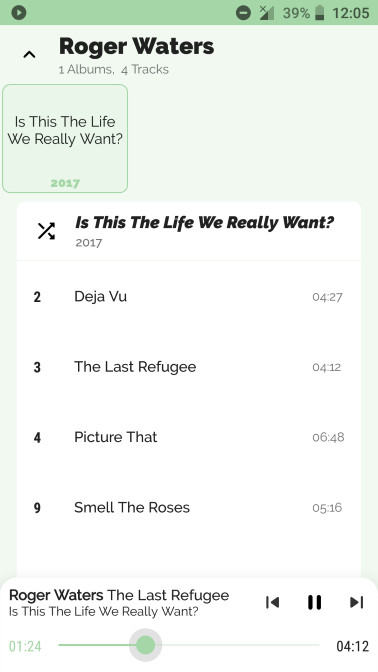 39% 12:05
Roger Waters
1 Albums, 4 Tracks
Is This The Life
We Really Want?
2017
Is This The Life We Really Want?
2017
2 Deja Vu 04:27
3 The Last Refugee 04:12
4 Picture That 06:48
9 Smell The Roses 05:16
Roger Waters The Last Refugee
Is This The Life We Really Want?
01:24 04:12